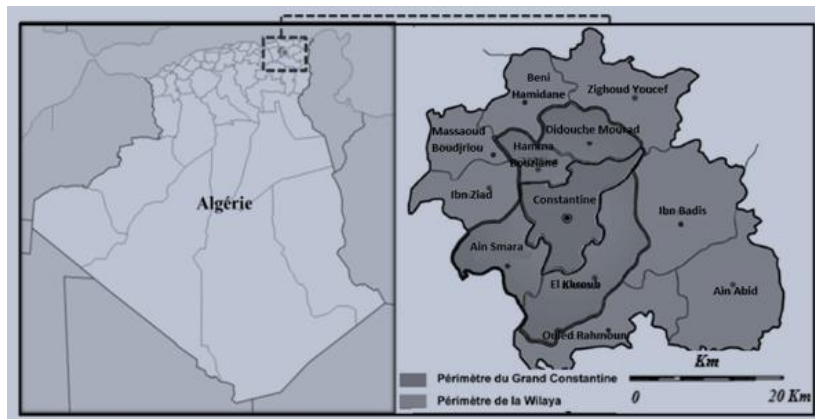 Algérie
Beni
Hamidane
Zighoud Youcef
Massaoud
Boudjriou
Hamma
Bouziane
Didouche Mourad
Ibn Ziad
Constantine
Ibn Badis
Ain Smara
El Khroub
Ain Abid
Ouled Rahmoun
Périmètre du Grand Constantine
Périmètre de la Wilaya
Km
0
20 Km